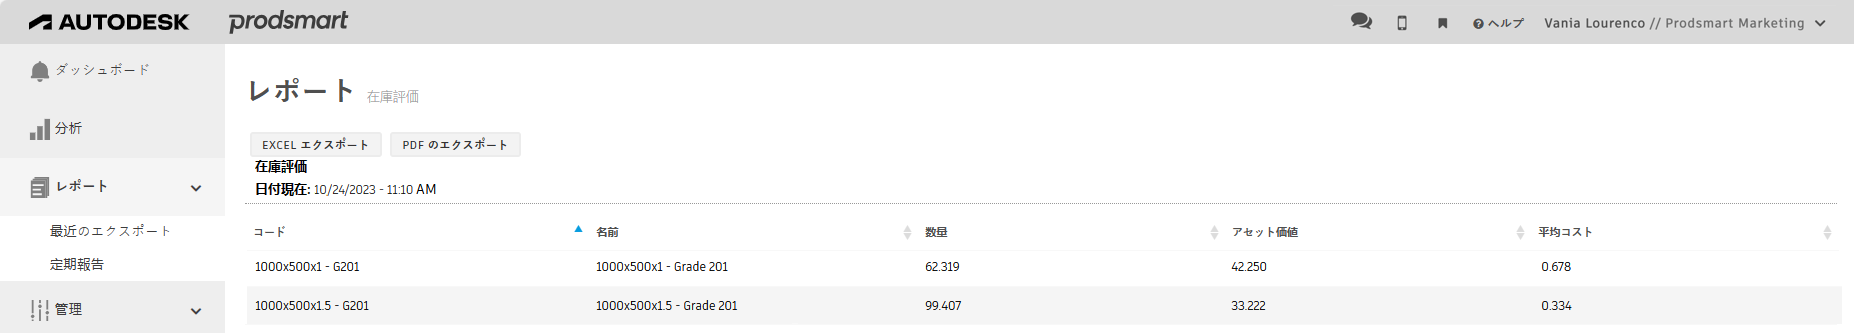 AUTODESK prodsmart ヘルプ Vania Lourenco // Prodsmart Marketing
ダッシュボード
分析
レポート
最近のエクスポート
定期報告
管理
レポート 在庫評価
EXCEL エクスポート PDF のエクスポート
在庫評価
日付現在: 10/24/2023 - 11:10 AM
コード 名前 数量 アセット価値 平均コスト
1000x500x1 - G201 1000x500x1 - Grade 201 62.319 42.250 0.678
1000x500x1.5 - G201 1000x500x1.5 - Grade 201 99.407 33.222 0.334